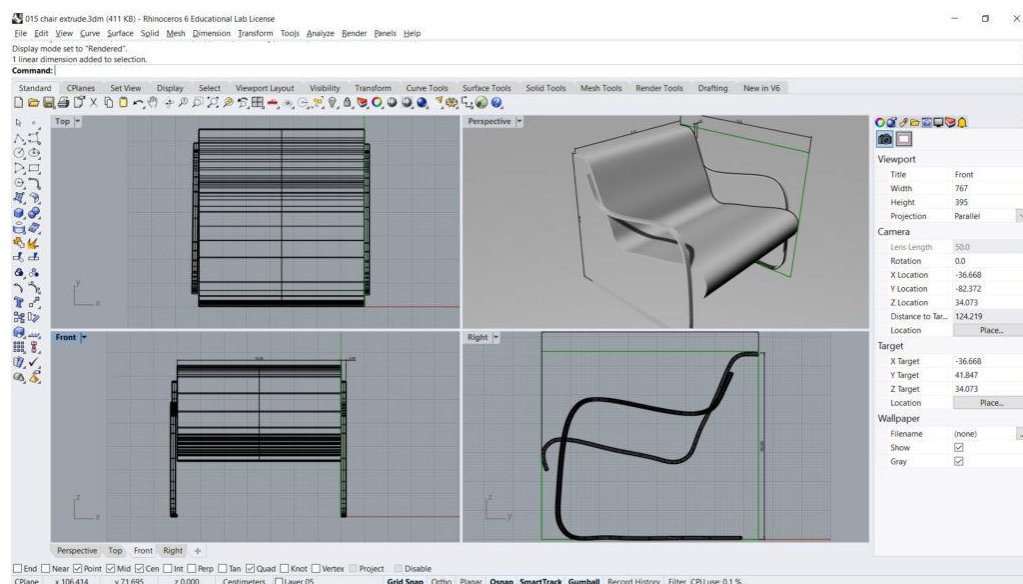 015 chair extrude.3dm (411 KB) - Rhinoceros 6 Educational Lab License
File Edit View Curve Surface Solid Mesh Dimension Transform Tools Analyze Render Panels Help
Display mode set to "Rendered".
1 linear dimension added to selection.
Command:
Standard CPlanes Set View Display Select Viewport Layout Visibility Transform Curve Tools Surface Tools Solid Tools Mesh Tools Render Tools Drafting New in V6
Top
Perspective
Front
Right
y
x
z
x
z
y
Viewport
Title Front
Width 767
Height 395
Projection Parallel
Camera
Lens Length 50.0
Rotation 0.0
X Location -36.668
Y Location -82.372
Z Location 34.073
Distance to Tar... 124.219
Location Place...
Target
X Target -36.668
Y Target 41.847
Z Target 34.073
Location Place...
Wallpaper
Filename (none) ...
Show
Gray
Perspective Top Front Right
End Near Point Mid Cen Int Perp Tan Quad Knot Vertex Project Disable
CPlane x 106.414 y 71.695 z 0.000 Centimeters Layer 05 Grid Snap Ortho Planar Osnap SmartTrack Gumball Record History Filter CPU use: 0.1 %